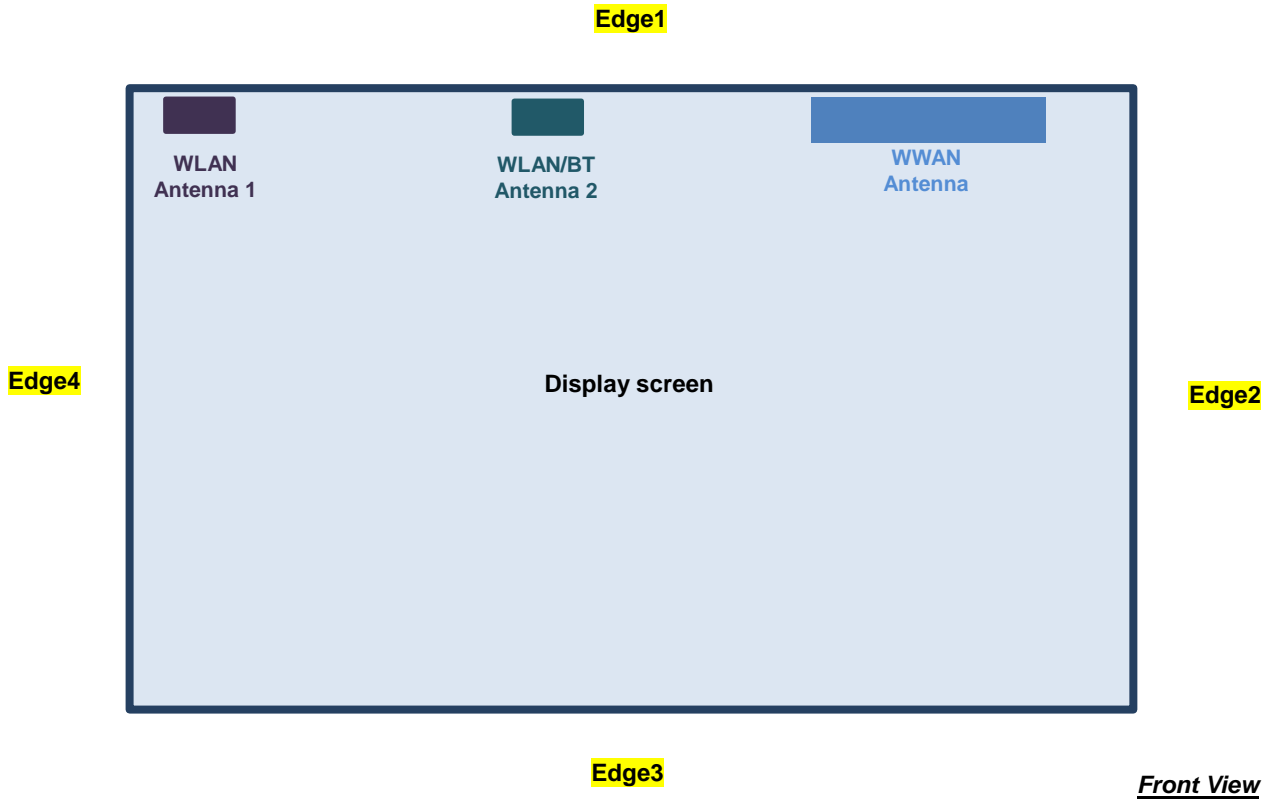 Edge1
WLAN
Antenna 1
WLAN/BT
Antenna 2
WWAN
Antenna
Edge4
Display screen
Edge2
Edge3
Front View